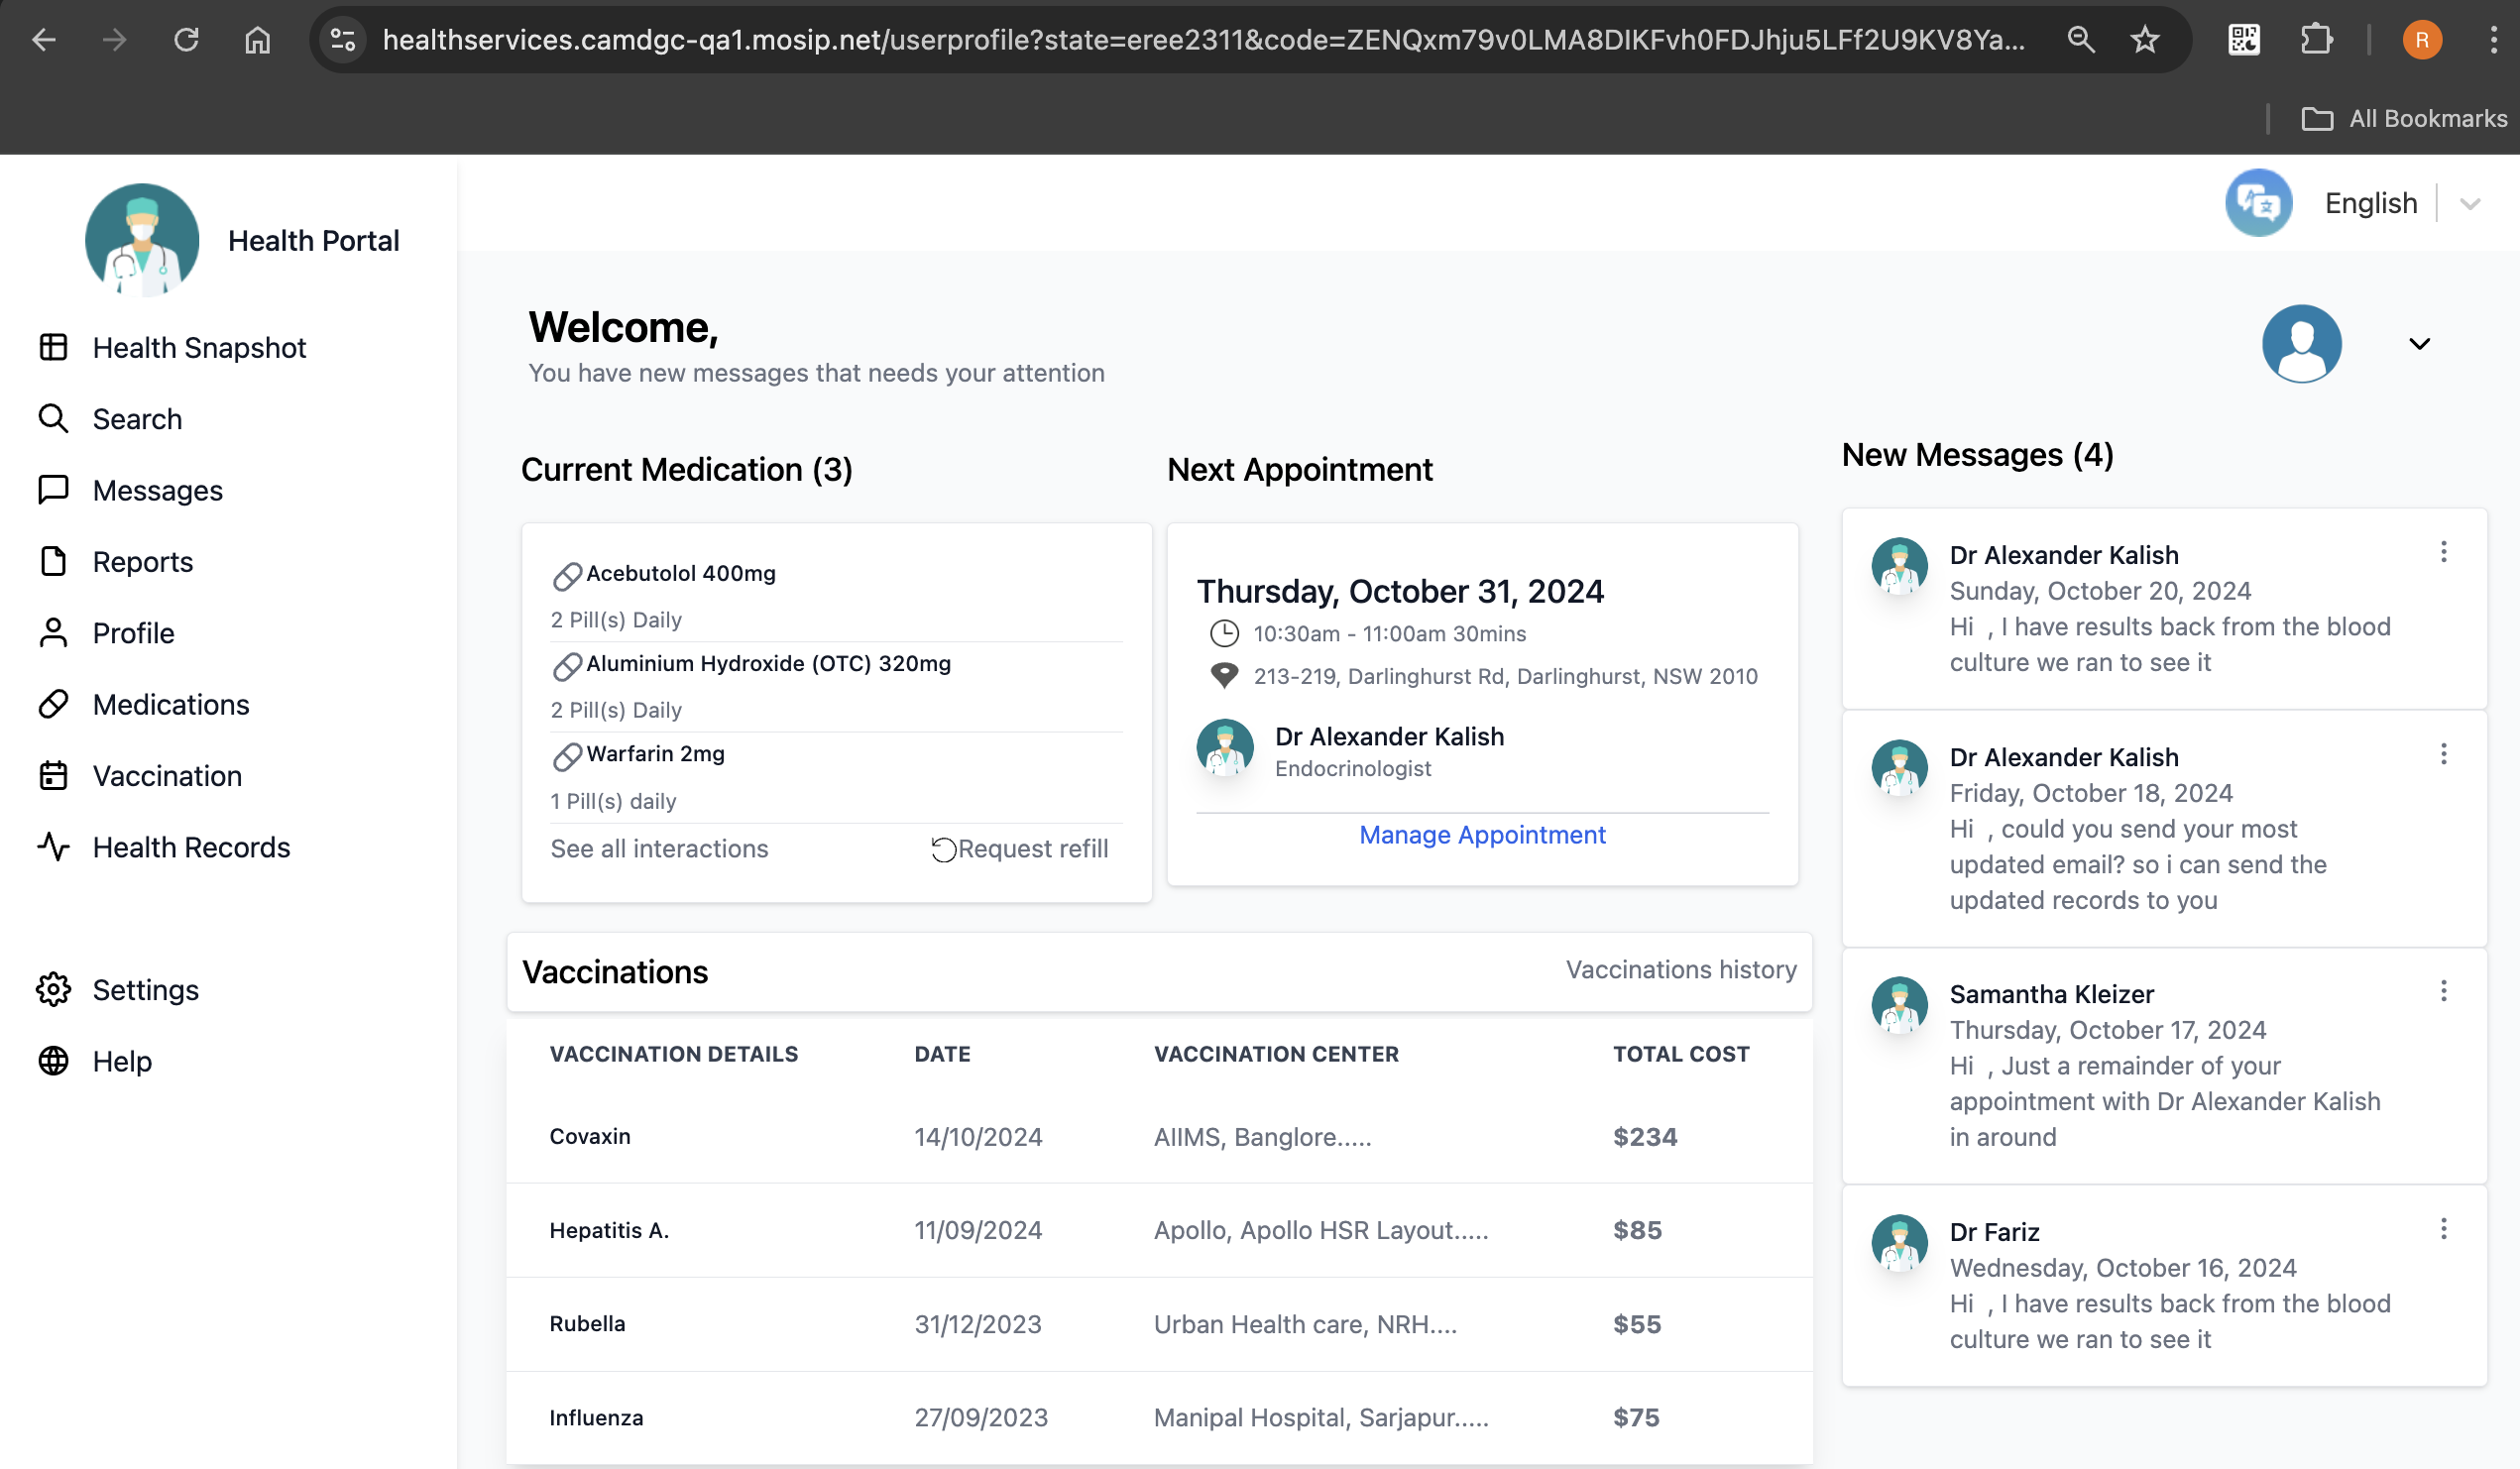 healthservices.camdgc-qa1.mosip.net/userprofile?state=eree2311&code=ZENQxm79v0LMA8DIKFvh0FDJhju5LFf2U9KV8Ya...
R
All Bookmarks
Health Portal
English
Health Snapshot
Search
Messages
Reports
Profile
Medications
Vaccination
Health Records
Settings
Help
Welcome,
You have new messages that needs your attention
Current Medication (3)
Acebutolol 400mg
2 Pill(s) Daily
Aluminium Hydroxide (OTC) 320mg
2 Pill(s) Daily
Warfarin 2mg
1 Pill(s) daily
See all interactions
Request refill
Next Appointment
Thursday, October 31, 2024
10:30am - 11:00am 30mins
213-219, Darlinghurst Rd, Darlinghurst, NSW 2010
Dr Alexander Kalish
Endocrinologist
Manage Appointment
Vaccinations
Vaccinations history
VACCINATION DETAILS DATE VACCINATION CENTER TOTAL COST
Covaxin 14/10/2024 AIIMS, Banglore..... $234
Hepatitis A. 11/09/2024 Apollo, Apollo HSR Layout..... $85
Rubella 31/12/2023 Urban Health care, NRH.... $55
Influenza 27/09/2023 Manipal Hospital, Sarjapur..... $75
New Messages (4)
Dr Alexander Kalish
Sunday, October 20, 2024
Hi , I have results back from the blood
culture we ran to see it
Dr Alexander Kalish
Friday, October 18, 2024
Hi , could you send your most
updated email? so i can send the
updated records to you
Samantha Kleizer
Thursday, October 17, 2024
Hi , Just a remainder of your
appointment with Dr Alexander Kalish
in around
Dr Fariz
Wednesday, October 16, 2024
Hi , I have results back from the blood
culture we ran to see it